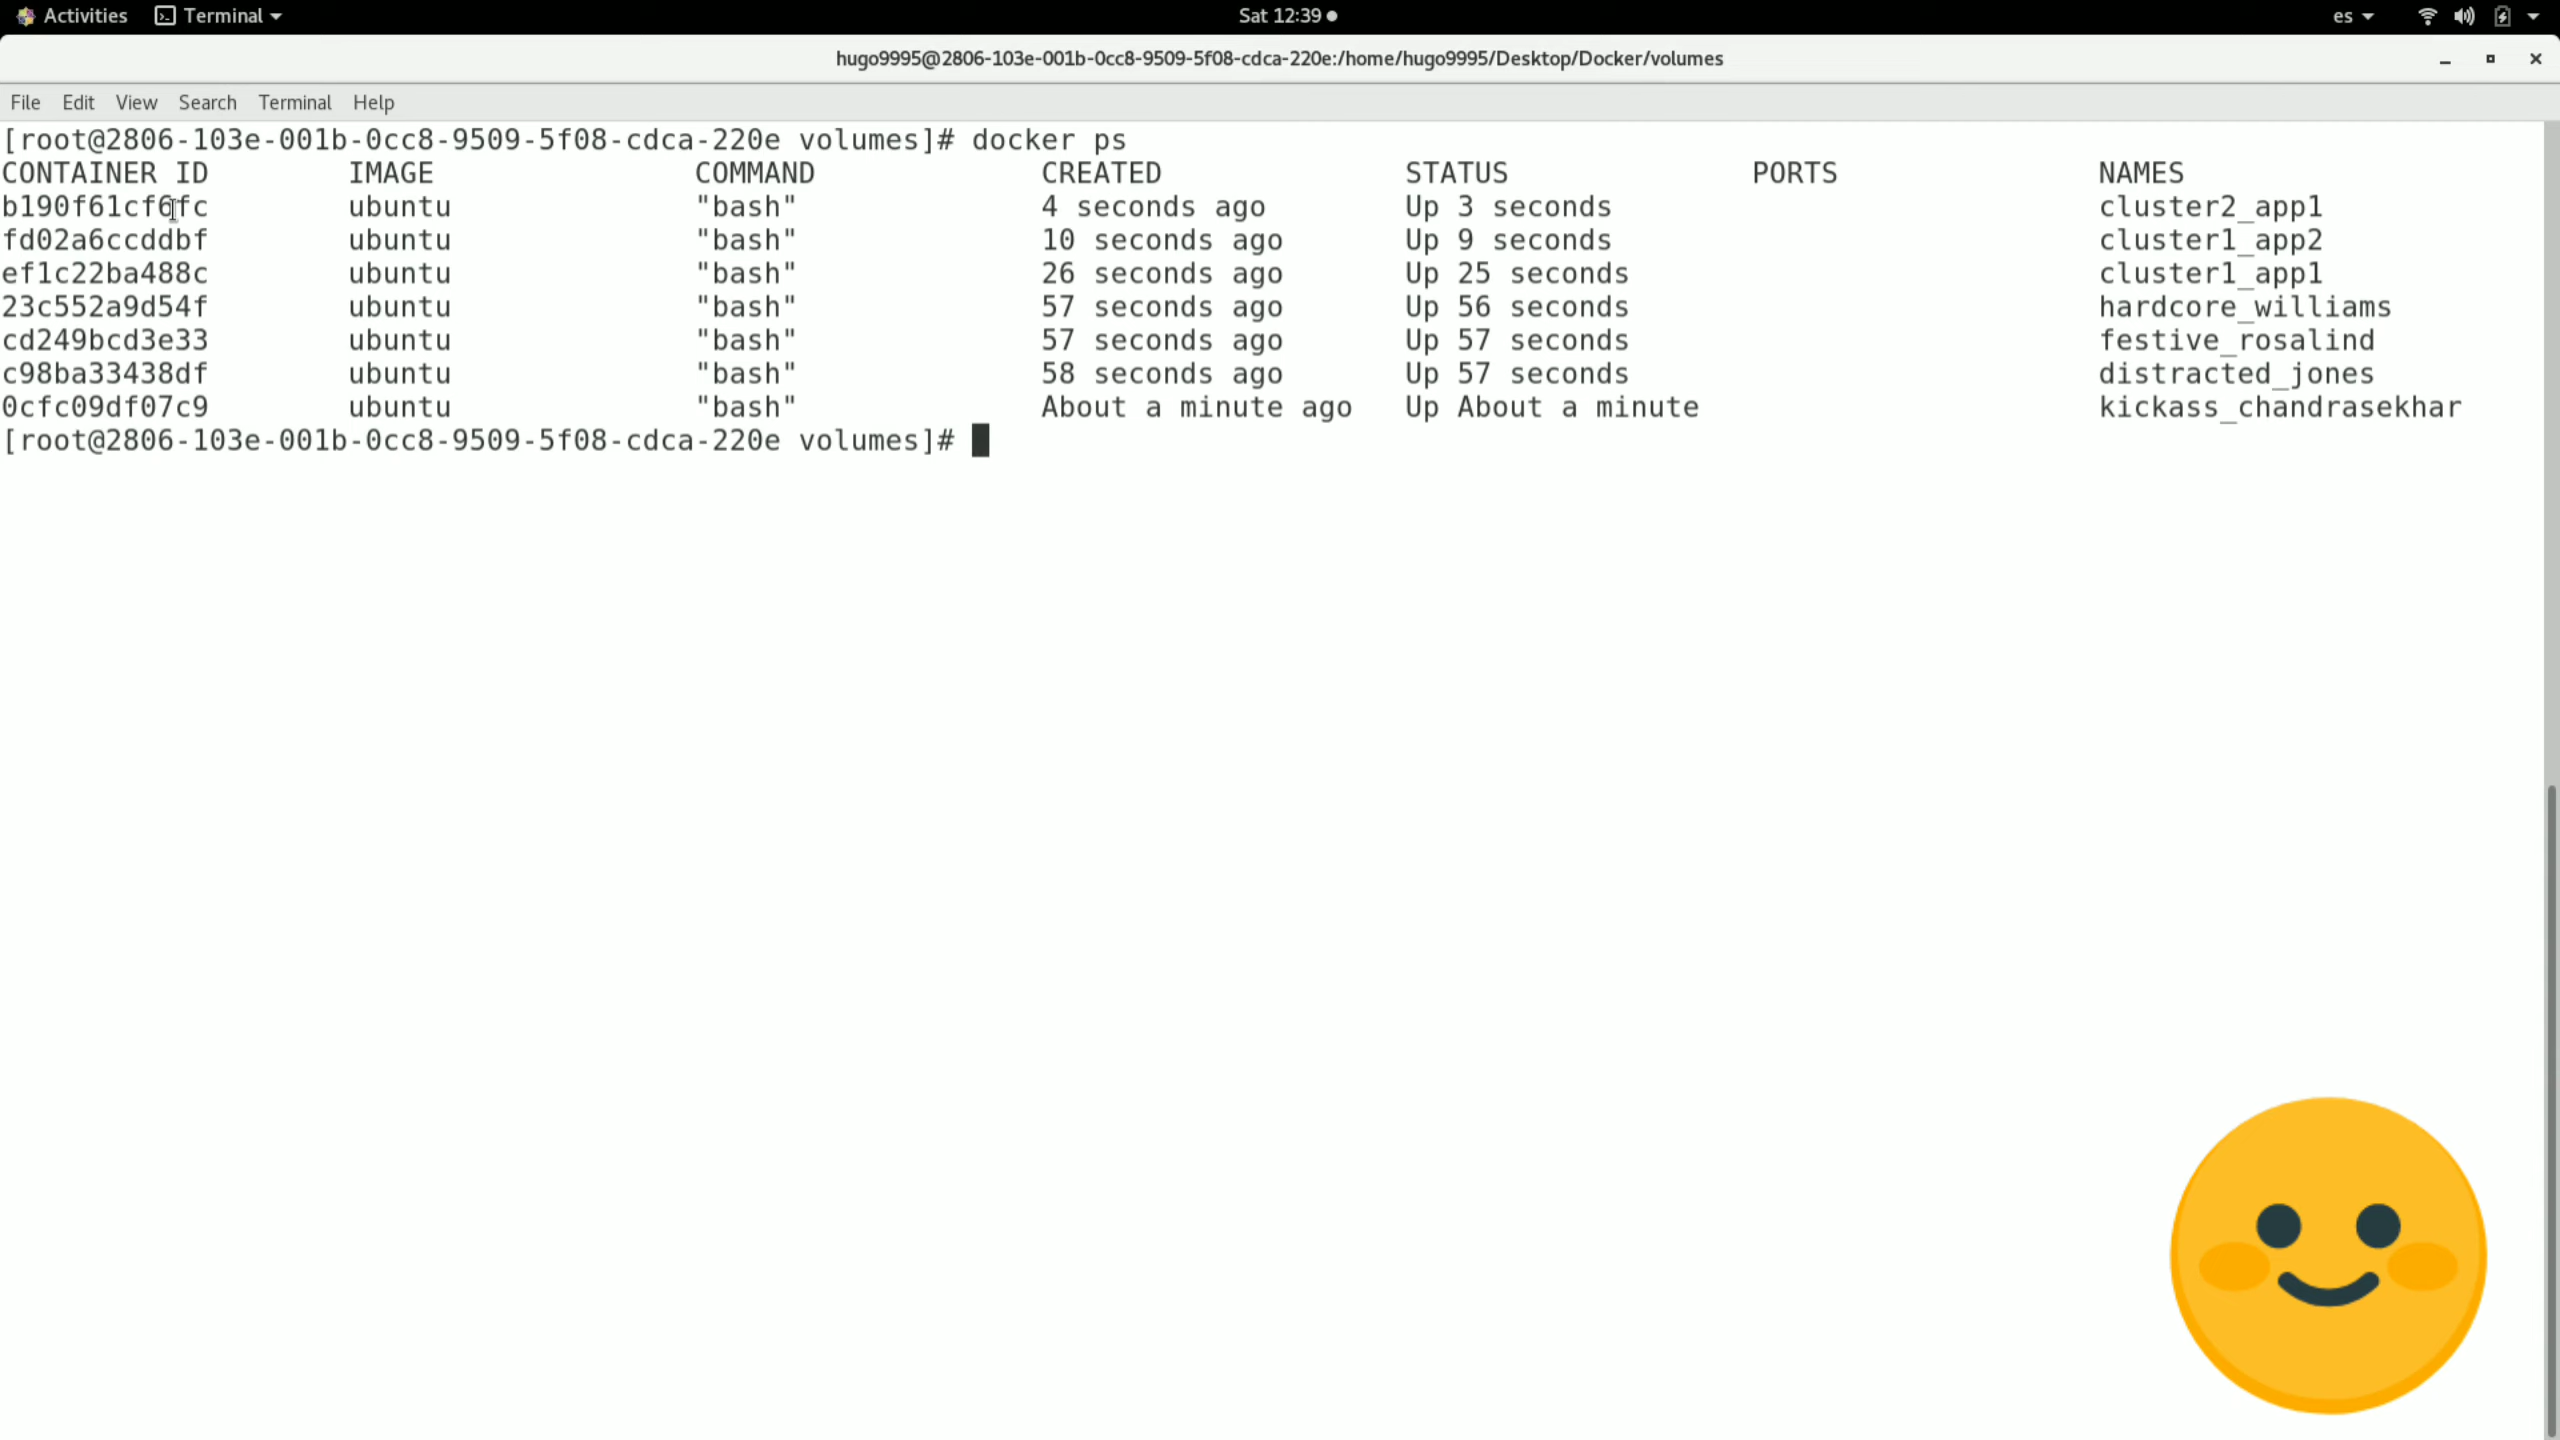 Activities Terminal Sat 12:39 es
hugo9995@2806-103e-001b-0cc8-9509-5f08-cdca-220e:/home/hugo9995/Desktop/Docker/volumes
File Edit View Search Terminal Help
[root@2806-103e-001b-0cc8-9509-5f08-cdca-220e volumes]# docker ps
CONTAINER ID IMAGE COMMAND CREATED STATUS PORTS NAMES
b190f61cf6fc ubuntu "bash" 4 seconds ago Up 3 seconds cluster2_app1
fd02a6ccddbf ubuntu "bash" 10 seconds ago Up 9 seconds cluster1_app2
ef1c22ba488c ubuntu "bash" 26 seconds ago Up 25 seconds cluster1_app1
23c552a9d54f ubuntu "bash" 57 seconds ago Up 56 seconds hardcore_williams
cd249bcd3e33 ubuntu "bash" 57 seconds ago Up 57 seconds festive_rosalind
c98ba33438df ubuntu "bash" 58 seconds ago Up 57 seconds distracted_jones
0cfc09df07c9 ubuntu "bash" About a minute ago Up About a minute kickass_chandrasekhar
[root@2806-103e-001b-0cc8-9509-5f08-cdca-220e volumes]#